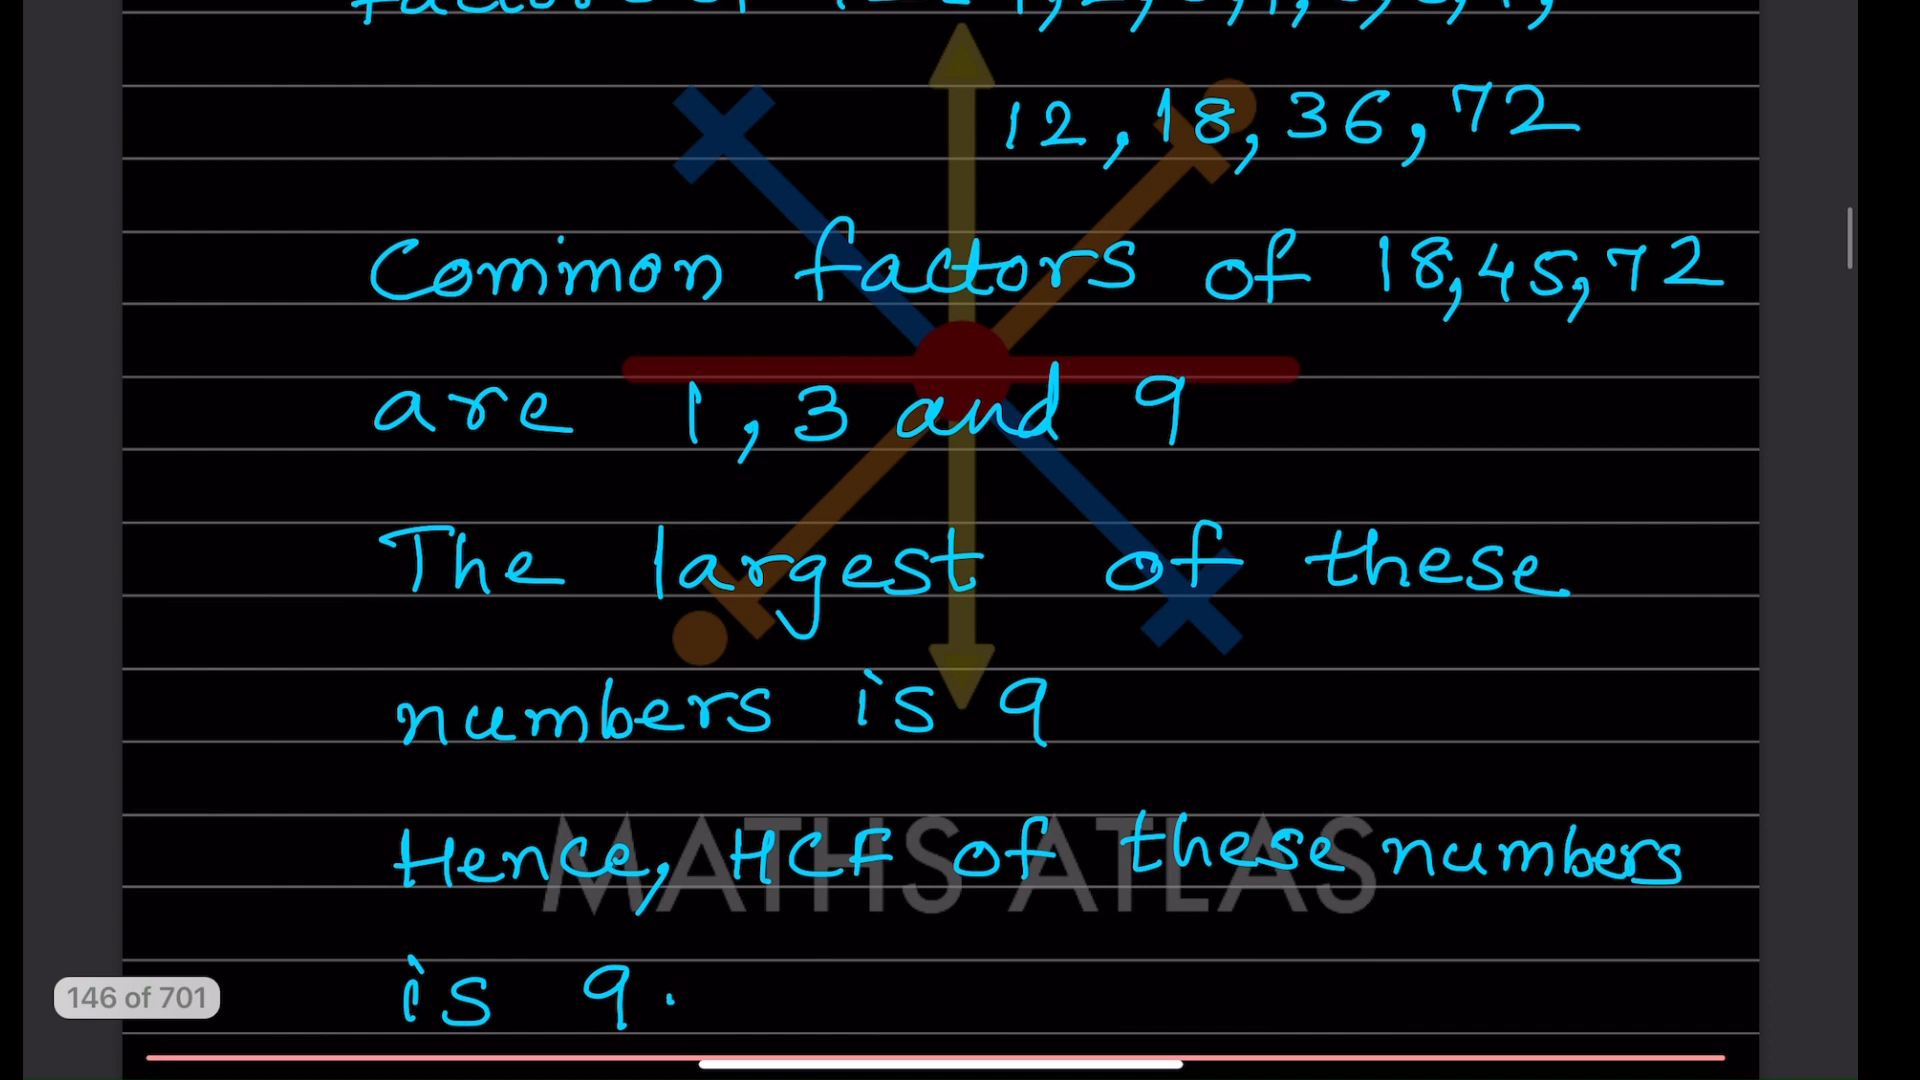 12, 18, 36, 72
Common factors of 18, 45, 72
are 1, 3 and 9
The largest of these
numbers is 9
MATHS ATLAS
Hence, HCF of these numbers
is 9.
146 of 701